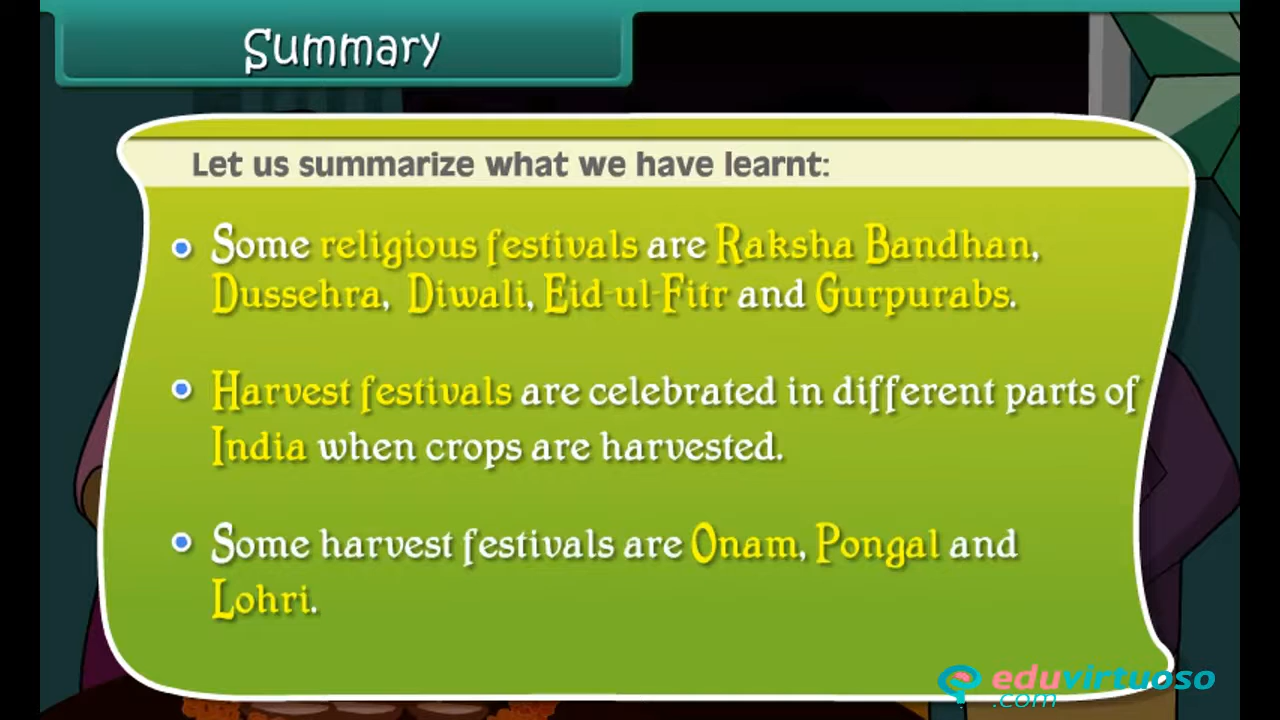 Summary
Let us summarize what we have learnt:
Some religious festivals are Raksha Bandhan,
Dussehra, Diwali, Eid-ul-Fitr and Gurpurabs.
Harvest festivals are celebrated in different parts of
India when crops are harvested.
Some harvest festivals are Onam, Pongal and
Lohri.
eduvirtuoso
.com